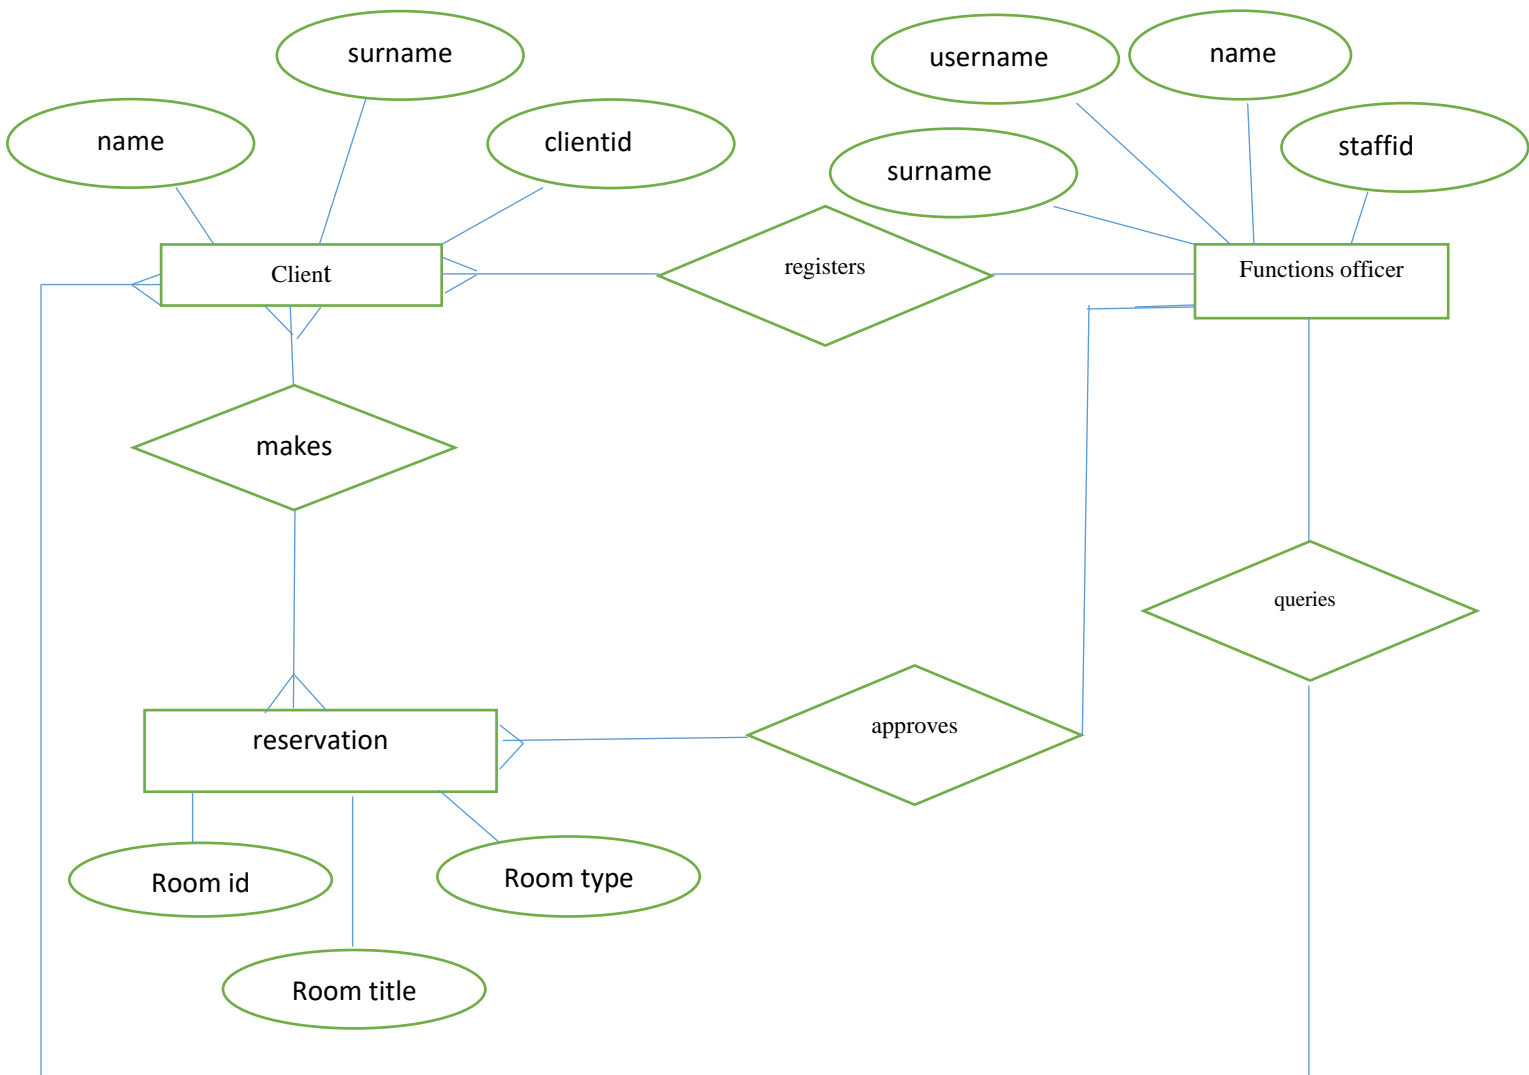 surname
username
name
name
clientid
staffid
surname
Client
registers
Functions officer
makes
queries
reservation
approves
Room id
Room type
Room title